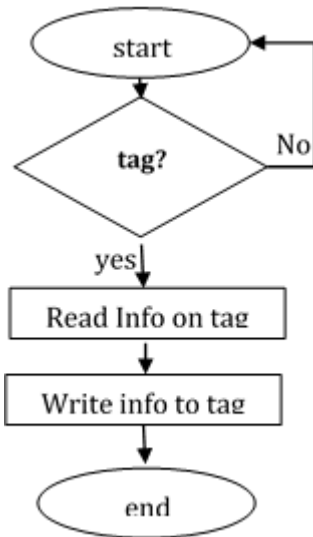 start
tag?
No
yes
Read Info on tag
Write info to tag
end